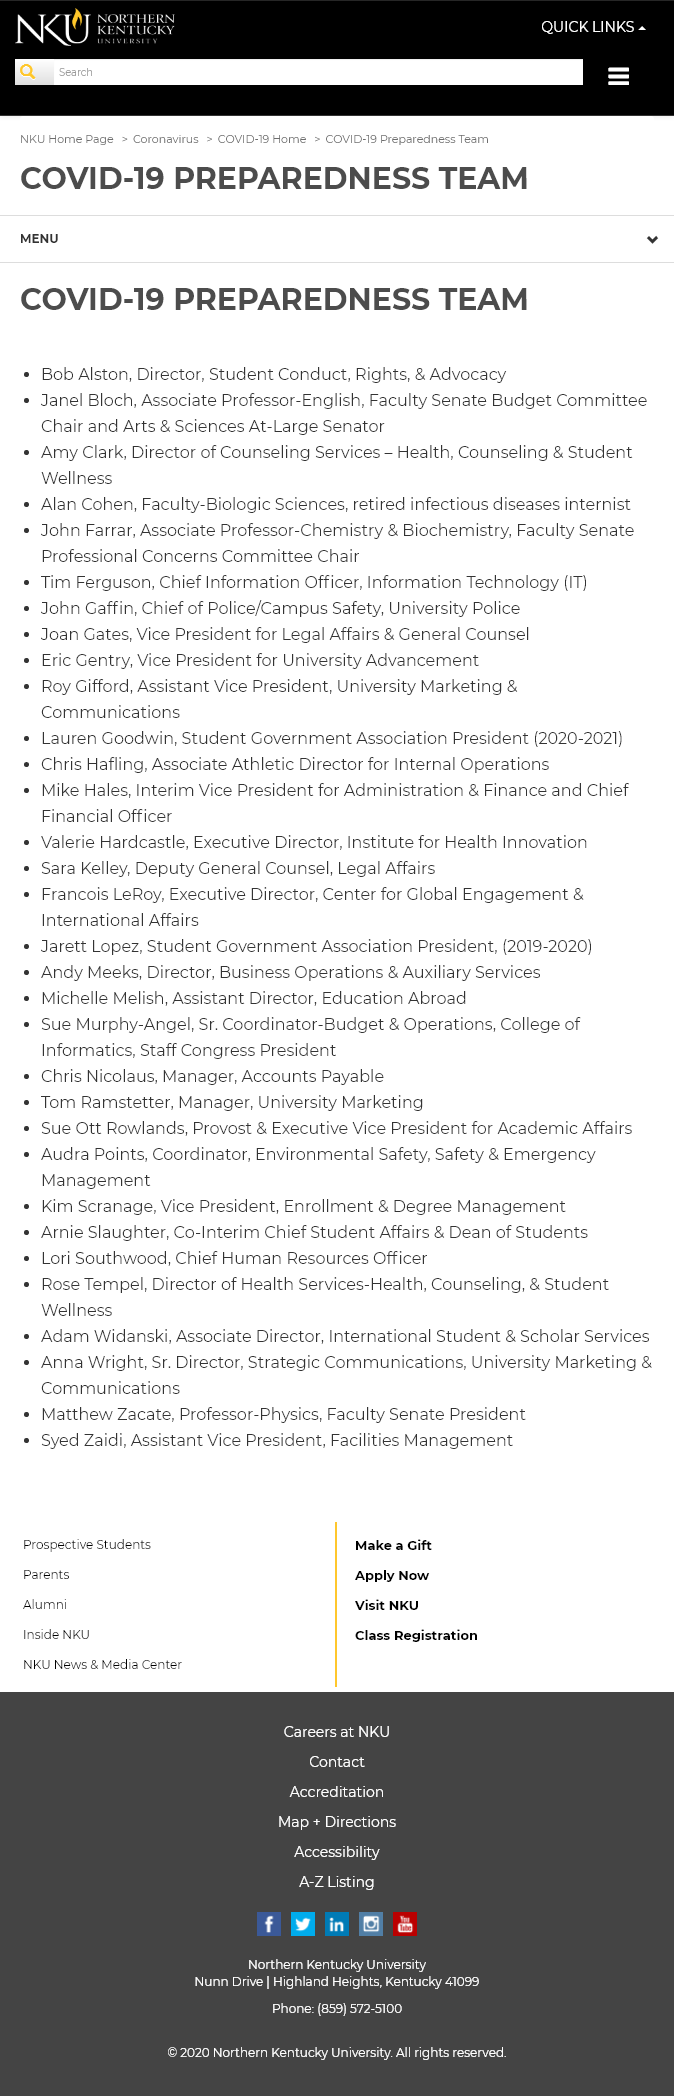 NKU NORTHERN
KENTUCKY
UNIVERSITY
QUICK LINKS
Search
NKU Home Page > Coronavirus > COVID-19 Home > COVID-19 Preparedness Team
COVID-19 PREPAREDNESS TEAM
MENU
COVID-19 PREPAREDNESS TEAM
• Bob Alston, Director, Student Conduct, Rights, & Advocacy
• Janel Bloch, Associate Professor-English, Faculty Senate Budget Committee
Chair and Arts & Sciences At-Large Senator
• Amy Clark, Director of Counseling Services – Health, Counseling & Student
Wellness
• Alan Cohen, Faculty-Biologic Sciences, retired infectious diseases internist
• John Farrar, Associate Professor-Chemistry & Biochemistry, Faculty Senate
Professional Concerns Committee Chair
• Tim Ferguson, Chief Information Officer, Information Technology (IT)
• John Gaffin, Chief of Police/Campus Safety, University Police
• Joan Gates, Vice President for Legal Affairs & General Counsel
• Eric Gentry, Vice President for University Advancement
• Roy Gifford, Assistant Vice President, University Marketing &
Communications
• Lauren Goodwin, Student Government Association President (2020-2021)
• Chris Hafling, Associate Athletic Director for Internal Operations
• Mike Hales, Interim Vice President for Administration & Finance and Chief
Financial Officer
• Valerie Hardcastle, Executive Director, Institute for Health Innovation
• Sara Kelley, Deputy General Counsel, Legal Affairs
• Francois LeRoy, Executive Director, Center for Global Engagement &
International Affairs
• Jarett Lopez, Student Government Association President, (2019-2020)
• Andy Meeks, Director, Business Operations & Auxiliary Services
• Michelle Melish, Assistant Director, Education Abroad
• Sue Murphy-Angel, Sr. Coordinator-Budget & Operations, College of
Informatics, Staff Congress President
• Chris Nicolaus, Manager, Accounts Payable
• Tom Ramstetter, Manager, University Marketing
• Sue Ott Rowlands, Provost & Executive Vice President for Academic Affairs
• Audra Points, Coordinator, Environmental Safety, Safety & Emergency
Management
• Kim Scranage, Vice President, Enrollment & Degree Management
• Arnie Slaughter, Co-Interim Chief Student Affairs & Dean of Students
• Lori Southwood, Chief Human Resources Officer
• Rose Tempel, Director of Health Services-Health, Counseling, & Student
Wellness
• Adam Widanski, Associate Director, International Student & Scholar Services
• Anna Wright, Sr. Director, Strategic Communications, University Marketing &
Communications
• Matthew Zacate, Professor-Physics, Faculty Senate President
• Syed Zaidi, Assistant Vice President, Facilities Management
Prospective Students
Parents
Alumni
Inside NKU
NKU News & Media Center
Make a Gift
Apply Now
Visit NKU
Class Registration
Careers at NKU
Contact
Accreditation
Map + Directions
Accessibility
A-Z Listing
Northern Kentucky University
Nunn Drive | Highland Heights, Kentucky 41099
Phone: (859) 572-5100
© 2020 Northern Kentucky University. All rights reserved.